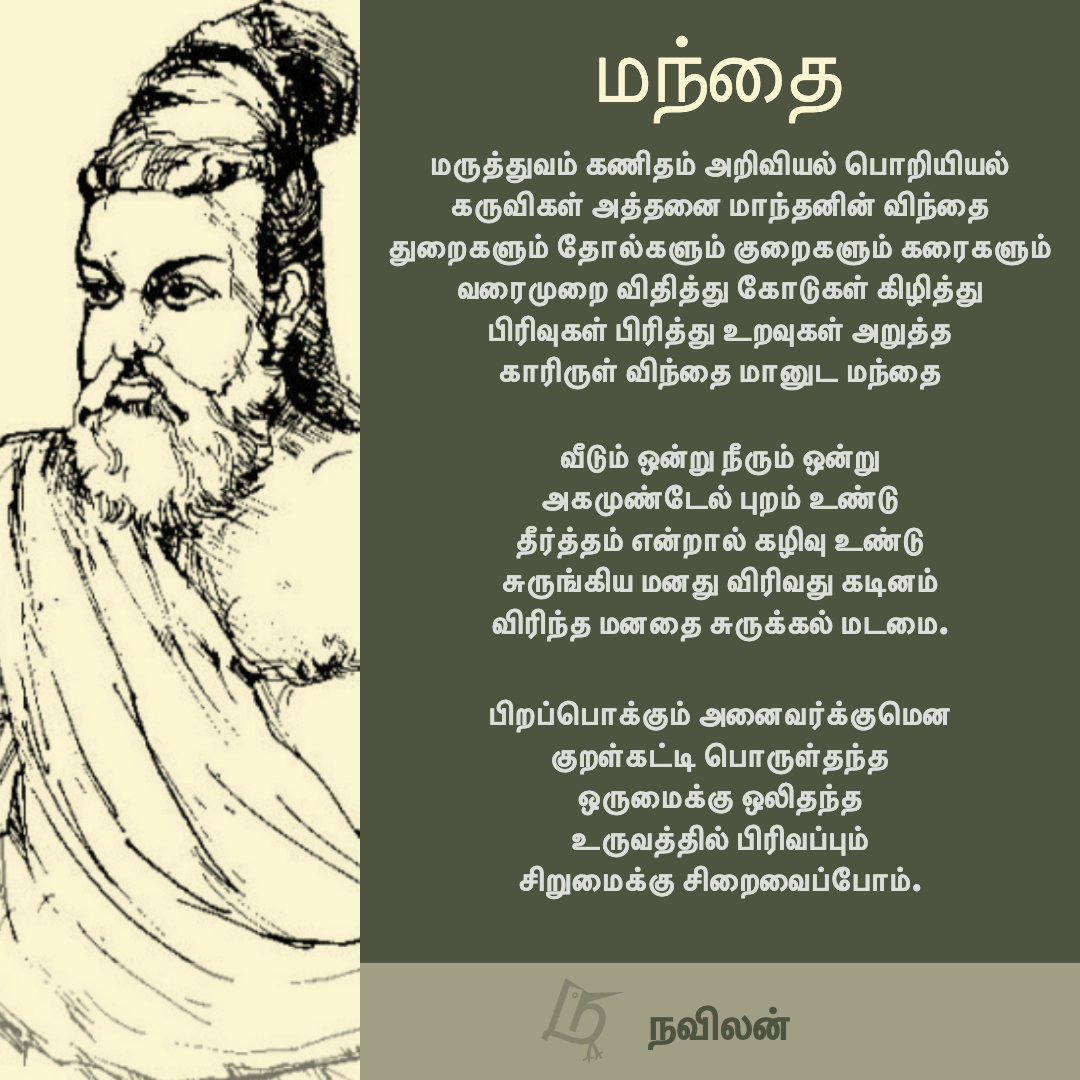 மந்தை
மருத்துவம் கணிதம் அறிவியல் பொறியியல்
கருவிகள் அத்தனை மாந்தனின் விந்தை
துறைகளும் தோல்களும் குறைகளும் கரைகளும்
வரைமுறை விதித்து கோடுகள் கிழித்து
பிரிவுகள் பிரித்து உறவுகள் அறுத்த
காரிருள் விந்தை மானுட மந்தை
வீடும் ஒன்று நீரும் ஒன்று
அகமுண்டேல் புறம் உண்டு
தீர்த்தம் என்றால் கழிவு உண்டு
சுருங்கிய மனது விரிவது கடினம்
விரிந்த மனதை சுருக்கல் மடமை.
பிறப்பொக்கும் அனைவர்க்குமென
குறள்கட்டி பொருள்தந்த
ஒருமைக்கு ஒலிதந்த
உருவத்தில் பிரிவப்பும்
சிறுமைக்கு சிறைவைப்போம்.
நவிலன்